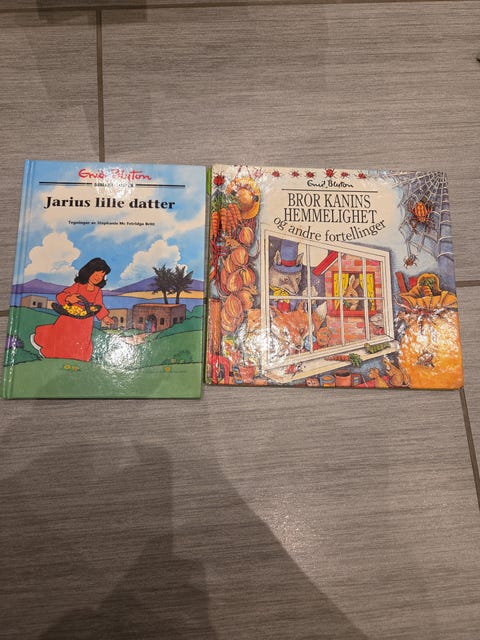 Enid Blyton
Jarius lille datter
Tegninger av Stephanie Mc Fetridge Britt
Enid Blyton
BROR KANINS
HEMMELIGHET
og andre fortellinger